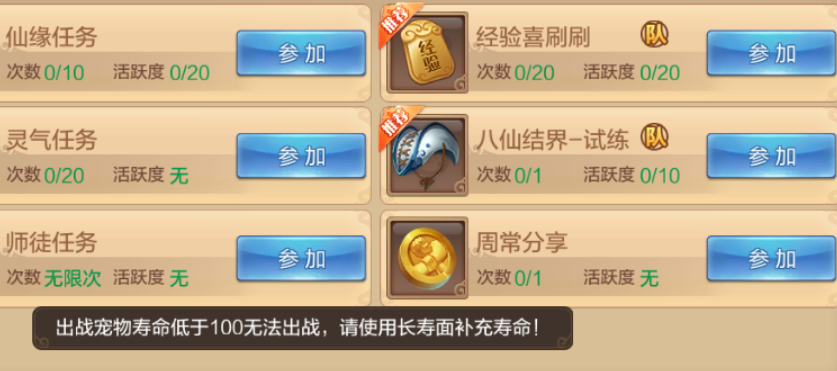 仙缘任务
次数 0/10 活跃度 0/20
参加
推荐
经验
经验喜刷刷 队
次数 0/20 活跃度 0/20
参加
灵气任务
次数 0/20 活跃度 无
参加
推荐
八仙结界-试练 队
次数 0/1 活跃度 0/10
参加
师徒任务
次数 无限次 活跃度 无
参加
周常分享
次数 0/1 活跃度 无
参加
出战宠物寿命低于100无法出战，请使用长寿面补充寿命！